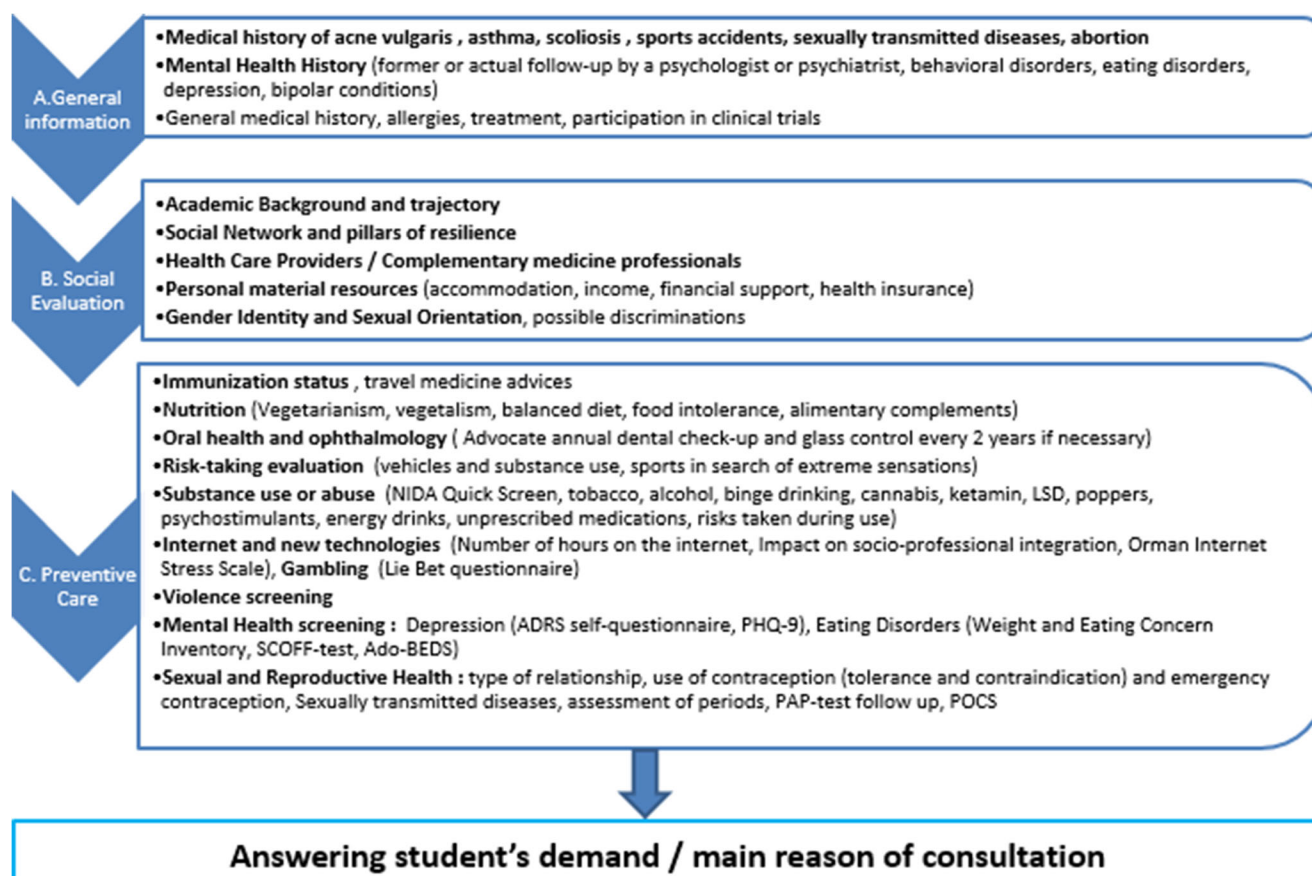 A.General
information
•Medical history of acne vulgaris , asthma, scoliosis , sports accidents, sexually transmitted diseases, abortion
•Mental Health History (former or actual follow-up by a psychologist or psychiatrist, behavioral disorders, eating disorders,
depression, bipolar conditions)
•General medical history, allergies, treatment, participation in clinical trials
B. Social
Evaluation
•Academic Background and trajectory
•Social Network and pillars of resilience
•Health Care Providers / Complementary medicine professionals
•Personal material resources (accommodation, income, financial support, health insurance)
•Gender Identity and Sexual Orientation, possible discriminations
C. Preventive
Care
•Immunization status , travel medicine advices
•Nutrition (Vegetarianism, vegetalism, balanced diet, food intolerance, alimentary complements)
•Oral health and ophthalmology ( Advocate annual dental check-up and glass control every 2 years if necessary)
•Risk-taking evaluation (vehicles and substance use, sports in search of extreme sensations)
•Substance use or abuse (NIDA Quick Screen, tobacco, alcohol, binge drinking, cannabis, ketamin, LSD, poppers,
psychostimulants, energy drinks, unprescribed medications, risks taken during use)
•Internet and new technologies (Number of hours on the internet, Impact on socio-professional integration, Orman Internet
Stress Scale), Gambling (Lie Bet questionnaire)
•Violence screening
•Mental Health screening : Depression (ADRS self-questionnaire, PHQ-9), Eating Disorders (Weight and Eating Concern
Inventory, SCOFF-test, Ado-BEDS)
•Sexual and Reproductive Health : type of relationship, use of contraception (tolerance and contraindication) and emergency
contraception, Sexually transmitted diseases, assessment of periods, PAP-test follow up, POCS
Answering student's demand / main reason of consultation